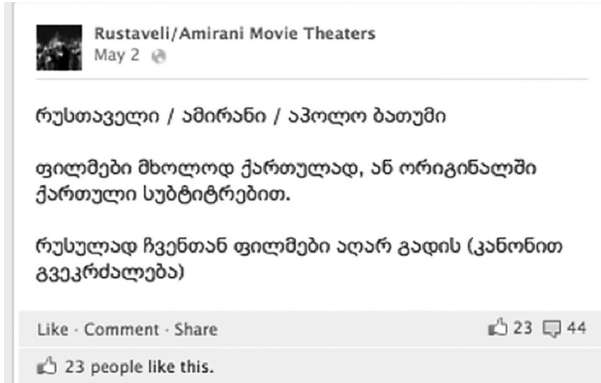 Rustaveli/Amirani Movie Theaters
May 2
რუსთაველი / ამირანი / აპოლო ბათუმი
ფილმები მხოლოდ ქართულად, ან ორიგინალში
ქართული სუბტიტრებით.
რუსულად ჩვენთან ფილმები აღარ გადის (კანონით
გვეკრძალება)
Like · Comment · Share
23 44
23 people like this.